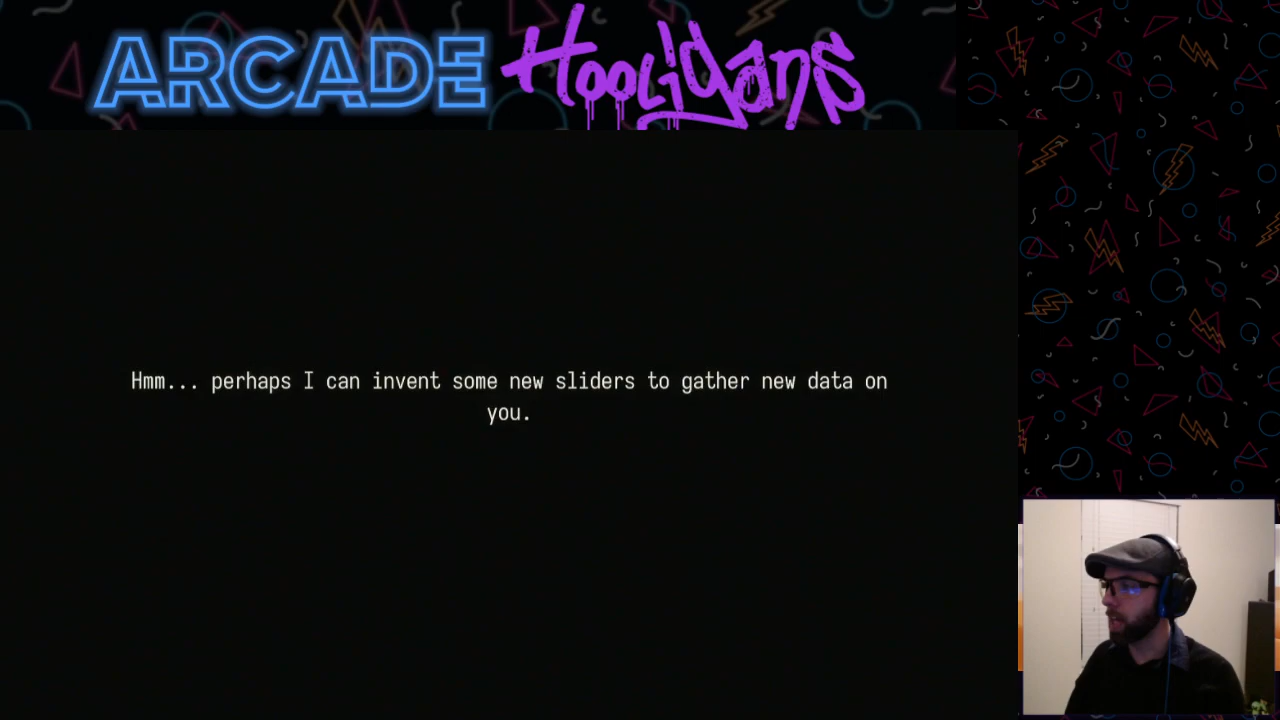 ARCADE Hooligans
Hmm... perhaps I can invent some new sliders to gather new data on
you.